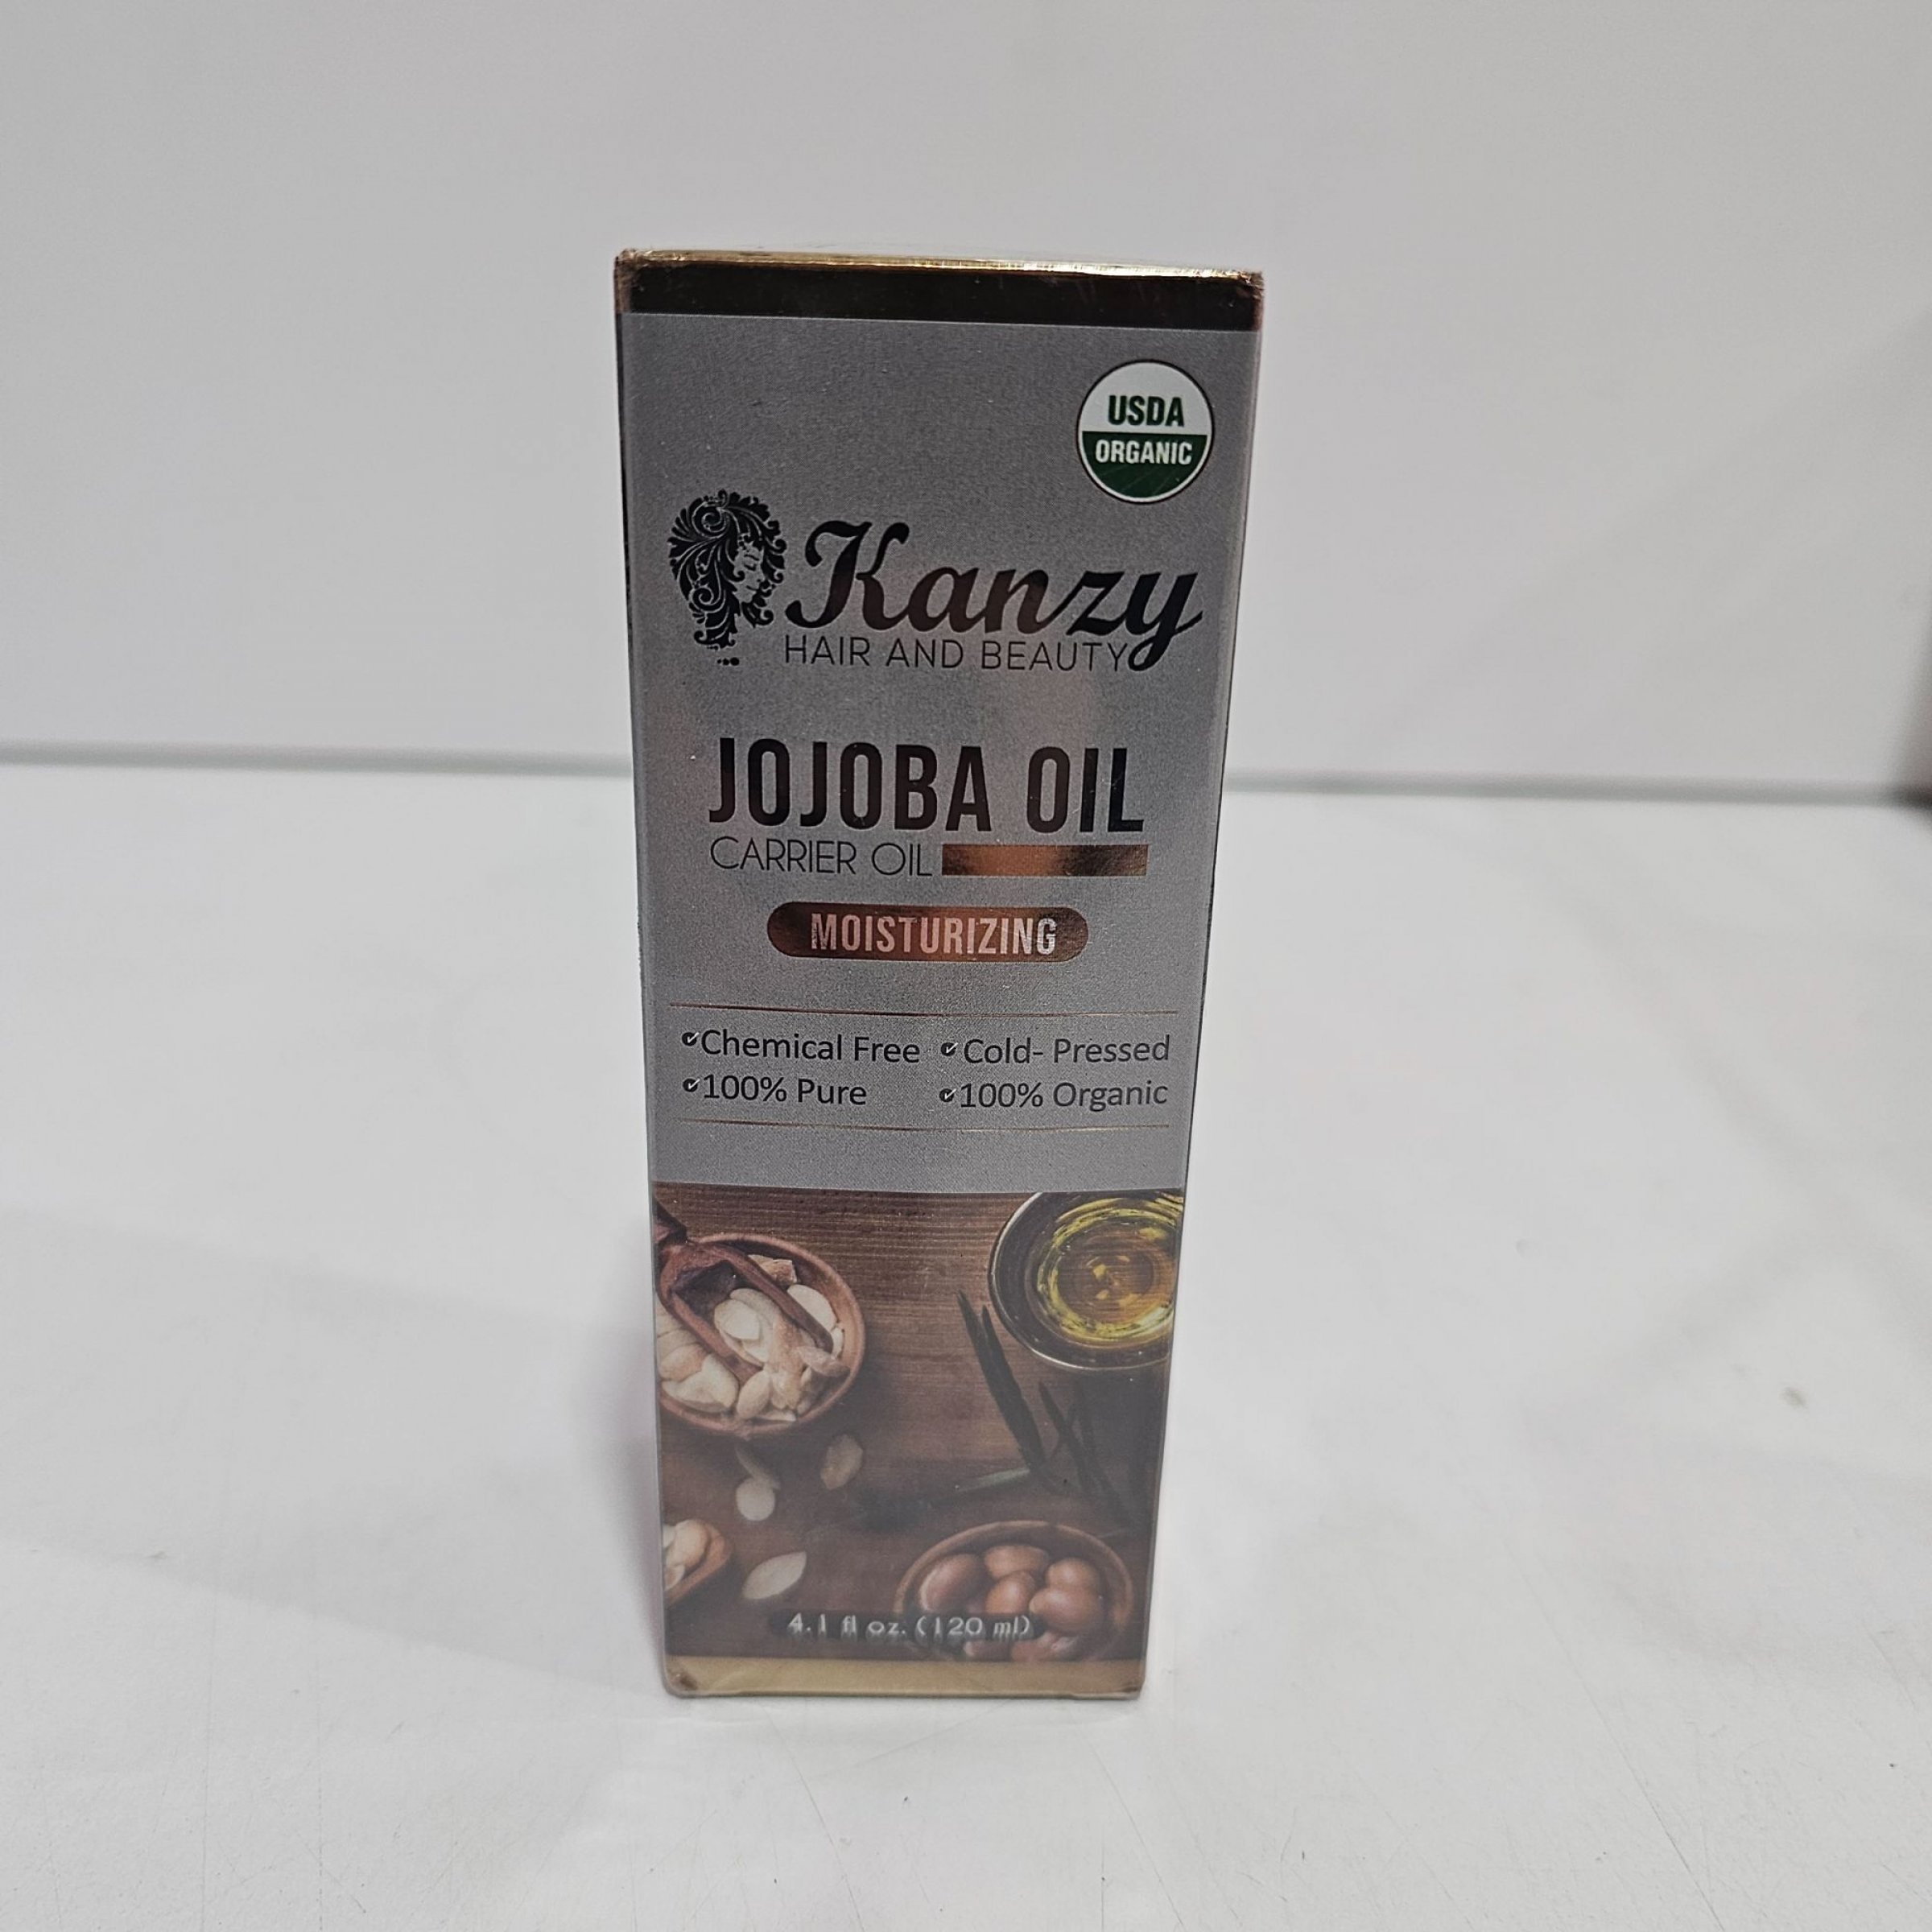 USDA
ORGANIC
Kanzy
HAIR AND BEAUTY
JOJOBA OIL
CARRIER OIL
MOISTURIZING
Chemical Free
Cold- Pressed
100% Pure
100% Organic
4.1 fl oz. (120 ml)